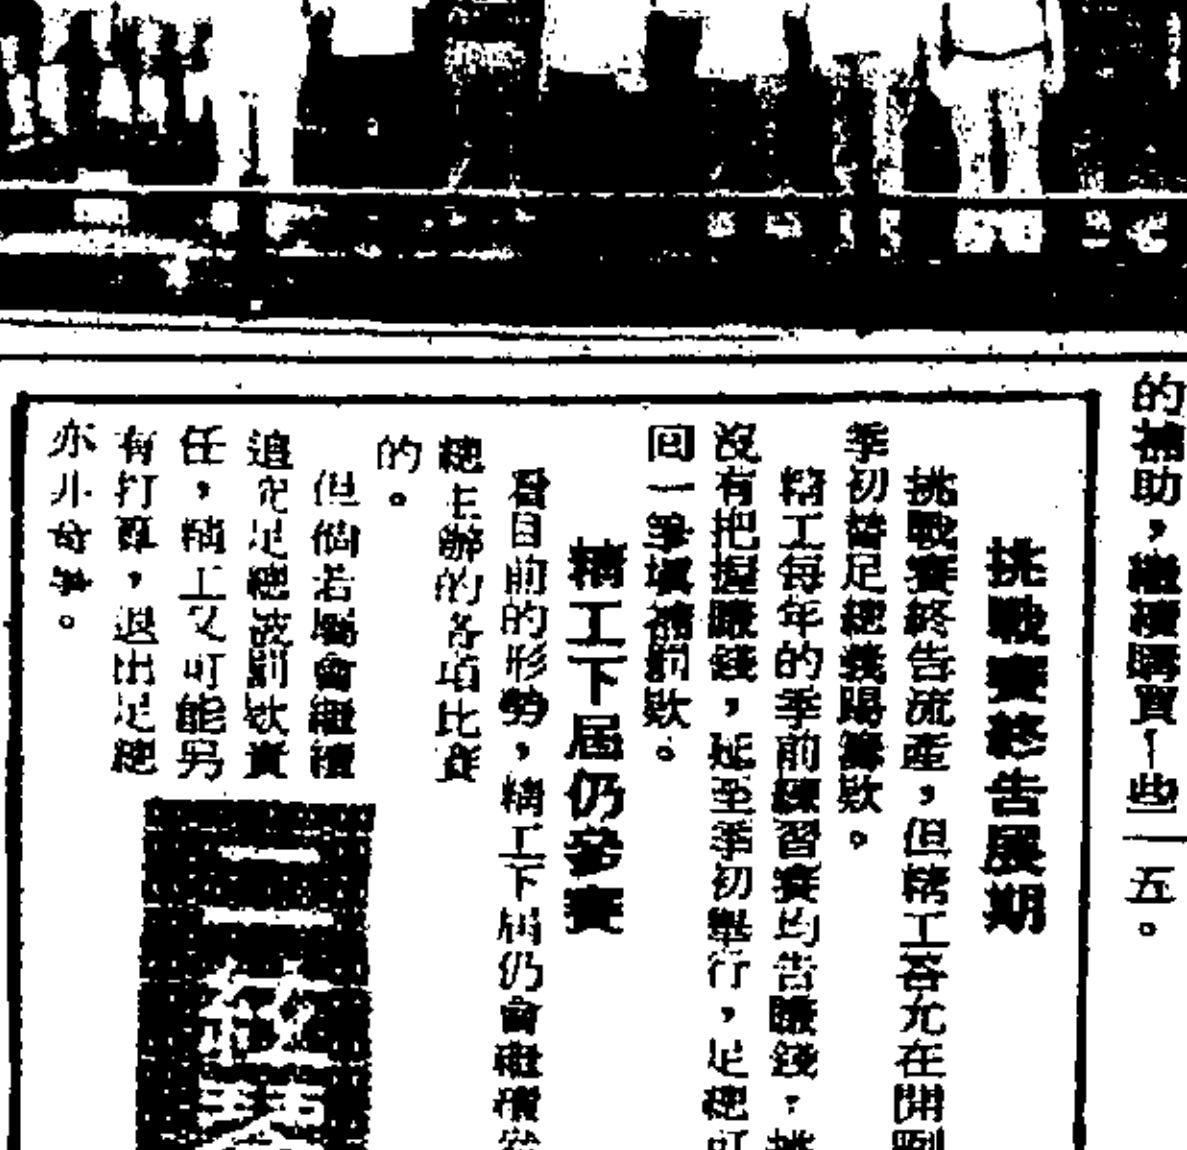 的補助，繼續購買一些一一五。
挑戰賽終告展期
挑戰賽終告流產，但精工答允在開
季初替足總義踢籌款。
精工每年的季前練習賽均告賺錢，
沒有把握賺錢，延至季初舉行，足總可
回一筆填補罰款。
精工下屆仍參賽
看目前的形勢，精工下屆仍會繼續
總主辦的各項比賽
的。
但倘若屬會繼續
追究足總被罰款責
任，精工又可能另
有打算，退出足總
亦非奇事。
二